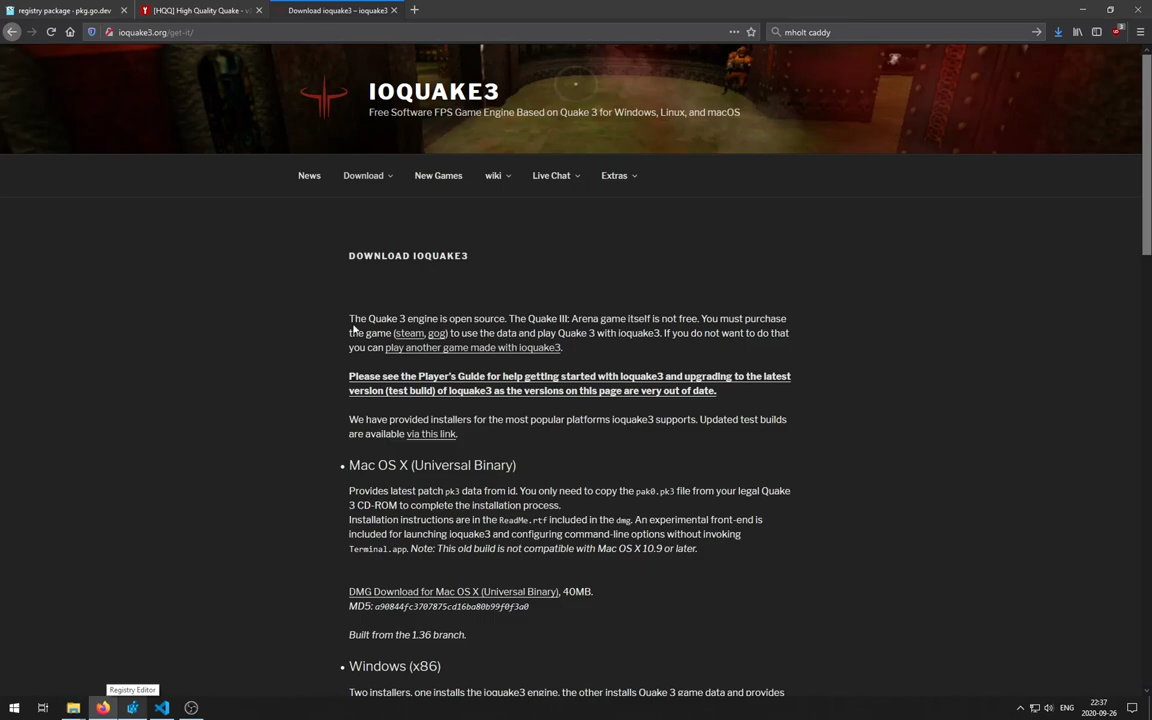 registry package - pkg.go.dev
[HQQ] High Quality Quake - v
Download ioquake3 – ioquake3
ioquake3.org/get-it/
mholt caddy
3
IOQUAKE3
Free Software FPS Game Engine Based on Quake 3 for Windows, Linux, and macOS
News
Download
New Games
wiki
Live Chat
Extras
DOWNLOAD IOQUAKE3
The Quake 3 engine is open source. The Quake III: Arena game itself is not free. You must purchase
the game (steam, gog) to use the data and play Quake 3 with ioquake3. If you do not want to do that
you can play another game made with ioquake3.
Please see the Player’s Guide for help getting started with ioquake3 and upgrading to the latest
version (test build) of ioquake3 as the versions on this page are very out of date.
We have provided installers for the most popular platforms ioquake3 supports. Updated test builds
are available via this link.
Mac OS X (Universal Binary)
Provides latest patch pk3 data from id. You only need to copy the pak0.pk3 file from your legal Quake
3 CD-ROM to complete the installation process.
Installation instructions are in the ReadMe.rtf included in the dmg. An experimental front-end is
included for launching ioquake3 and configuring command-line options without invoking
Terminal.app. Note: This old build is not compatible with Mac OS X 10.9 or later.
DMG Download for Mac OS X (Universal Binary), 40MB.
MD5: a90844fc3707875cd16ba80b99f0f3a0
Built from the 1.36 branch.
Windows (x86)
Two installers, one installs the ioquake3 engine, the other installs Quake 3 game data and provides
Registry Editor
ENG
22:37
2020-09-26